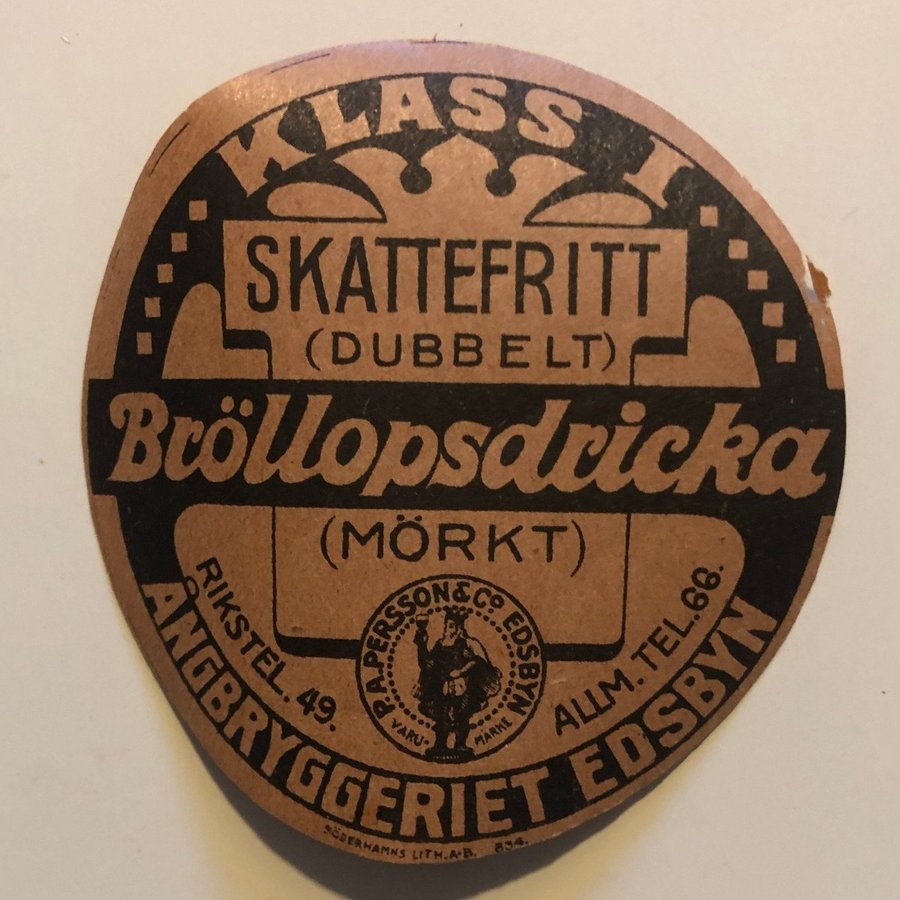 KLASS I
SKATTEFRITT
(DUBBELT)
Bröllopsdricka
(MÖRKT)
RIKSTEL. 49.
P.A. PERSSON & Co. EDSBYN
VARU- MÄRKE
ALLM. TEL. 66.
ÅNGBRYGGERIET EDSBYN
SÖDERHAMNS LITH. A.-B. 834.